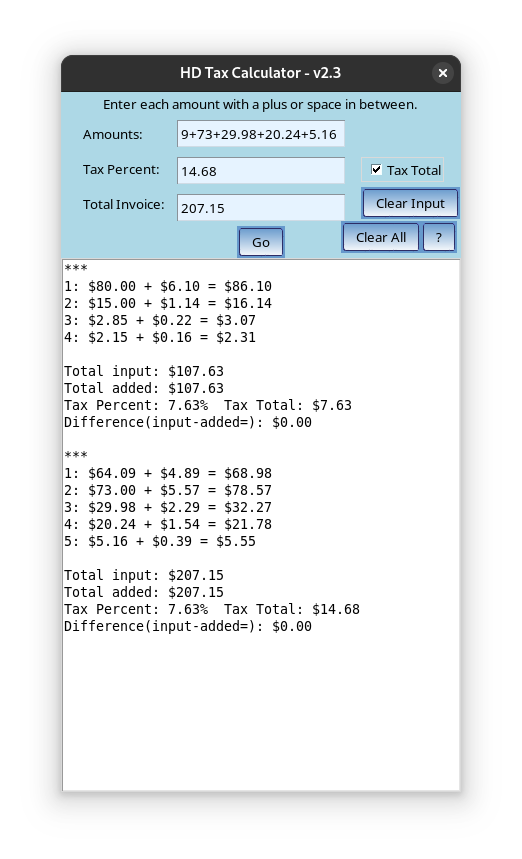 HD Tax Calculator - v2.3
Enter each amount with a plus or space in between.
Amounts: 9+73+29.98+20.24+5.16
Tax Percent: 14.68 Tax Total
Total Invoice: 207.15 Clear Input
Go Clear All ?
***
1: $80.00 + $6.10 = $86.10
2: $15.00 + $1.14 = $16.14
3: $2.85 + $0.22 = $3.07
4: $2.15 + $0.16 = $2.31
Total input: $107.63
Total added: $107.63
Tax Percent: 7.63%  Tax Total: $7.63
Difference(input-added=): $0.00
***
1: $64.09 + $4.89 = $68.98
2: $73.00 + $5.57 = $78.57
3: $29.98 + $2.29 = $32.27
4: $20.24 + $1.54 = $21.78
5: $5.16 + $0.39 = $5.55
Total input: $207.15
Total added: $207.15
Tax Percent: 7.63%  Tax Total: $14.68
Difference(input-added=): $0.00